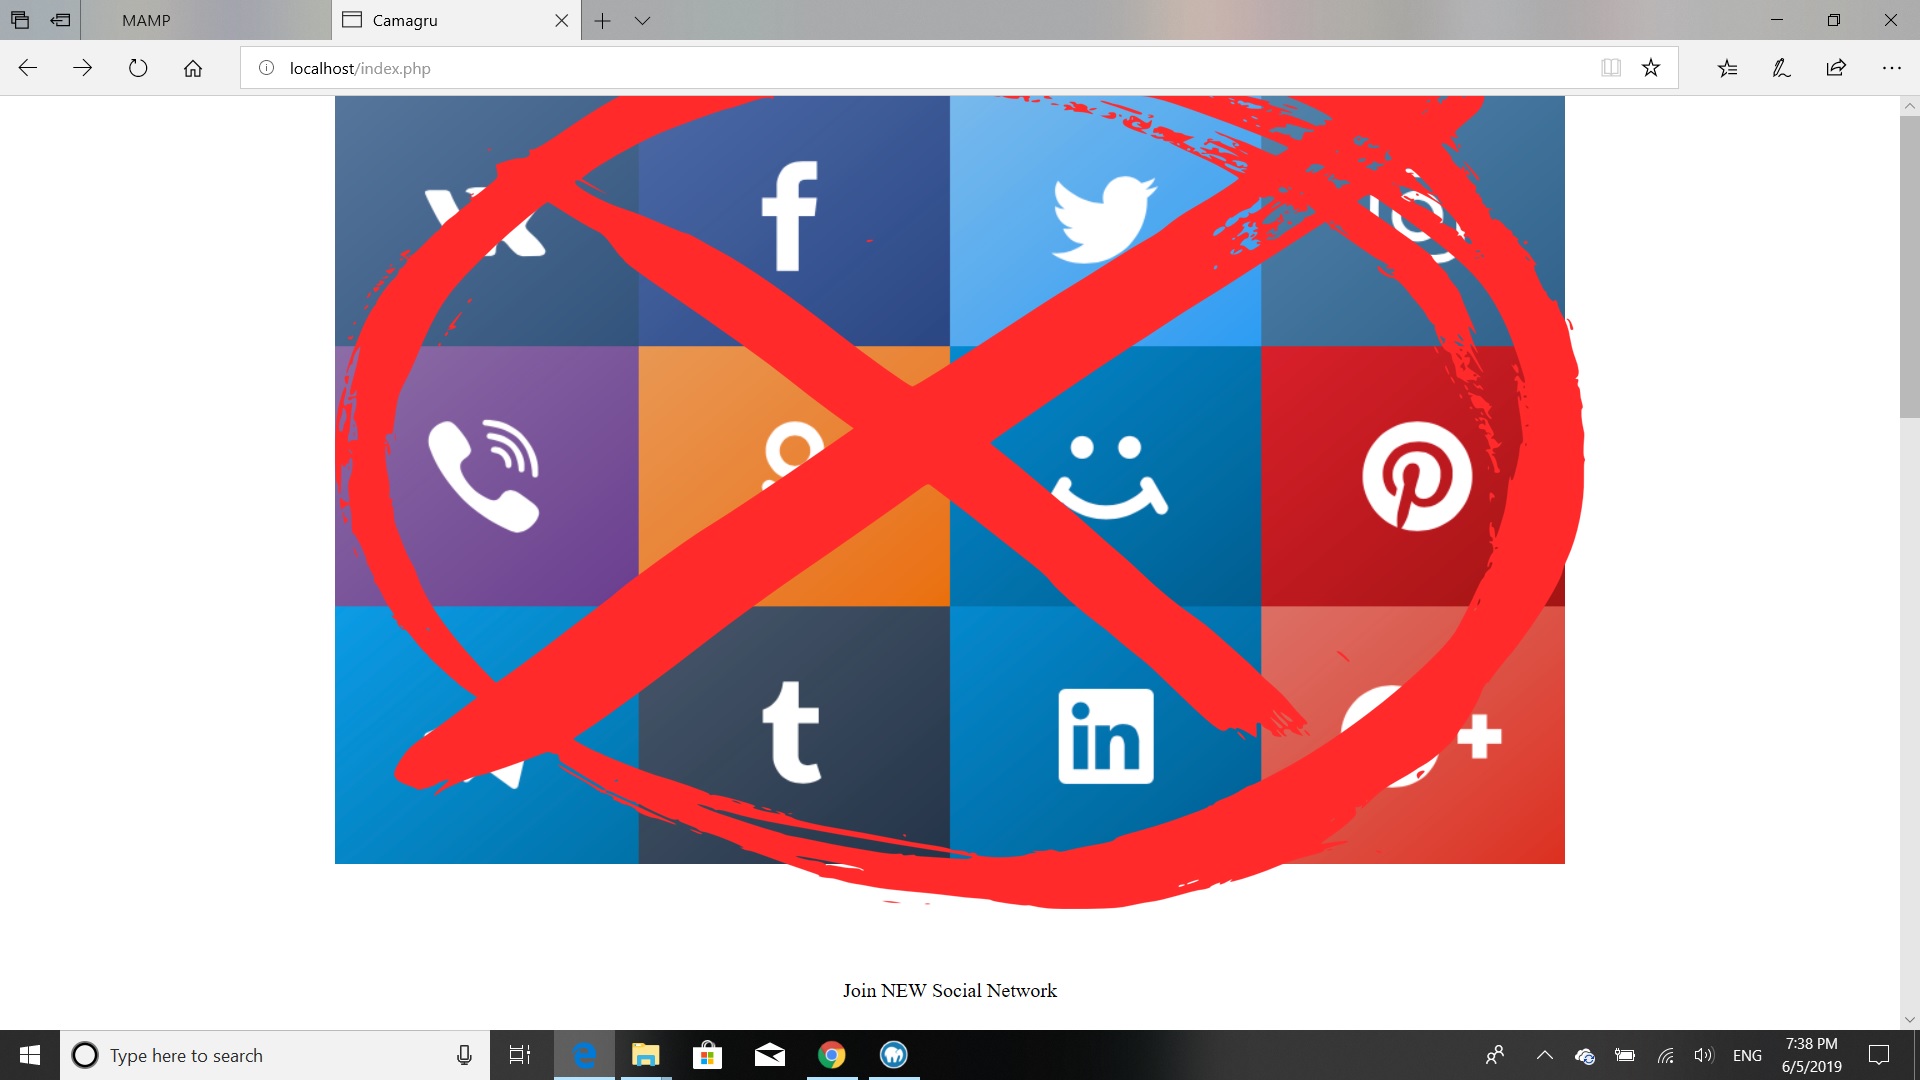 MAMP
Camagru
localhost/index.php
f
t
in
+
Join NEW Social Network
Type here to search
ENG
7:38 PM
6/5/2019